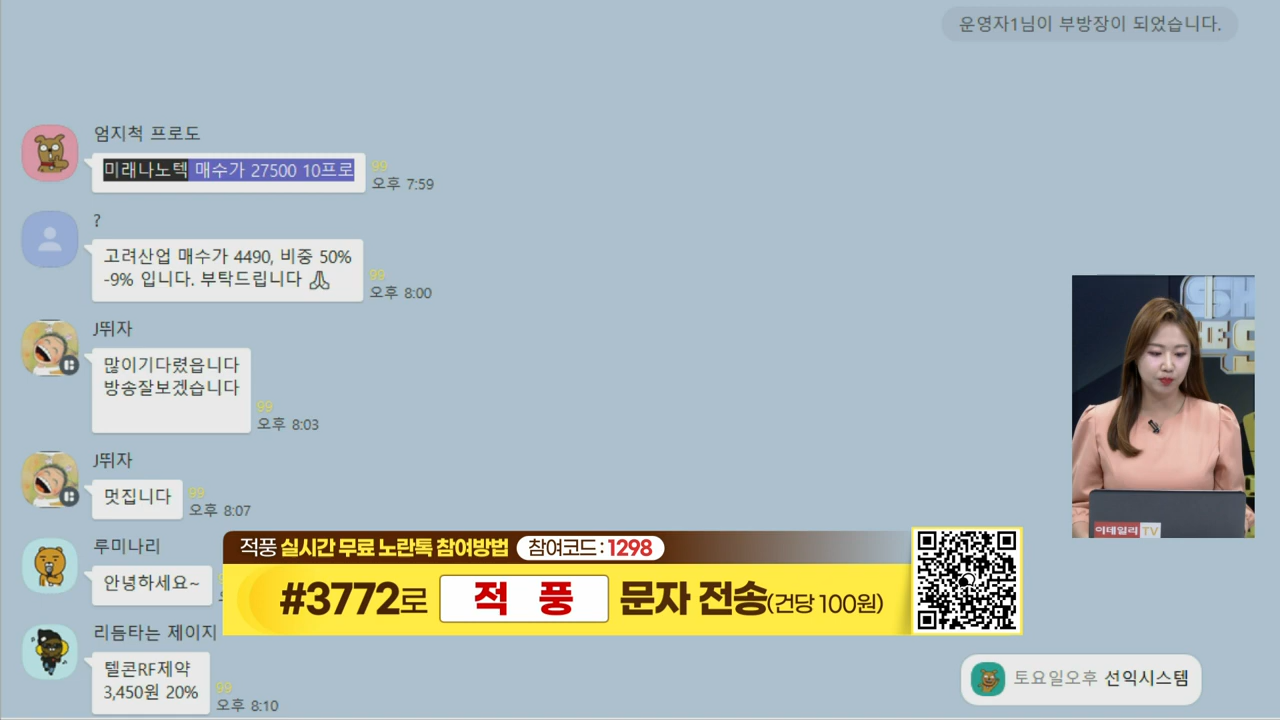 운영자1님이 부방장이 되었습니다.
엄지척 프로도
미래나노텍 매수가 27500 10프로
99
오후 7:59
?
고려산업 매수가 4490, 비중 50%
-9% 입니다. 부탁드립니다 🙏
99
오후 8:00
J뛰자
많이기다렸읍니다
방송잘보겠습니다
99
오후 8:03
J뛰자
멋집니다
99
오후 8:07
루미나리
안녕하세요~
리듬타는 제이지
텔콘RF제약
3,450원 20%
99
오후 8:10
적풍 실시간 무료 노란톡 참여방법 참여코드 : 1298
#3772로 적 풍 문자 전송(건당 100원)
이데일리 TV
토요일오후 선익시스템